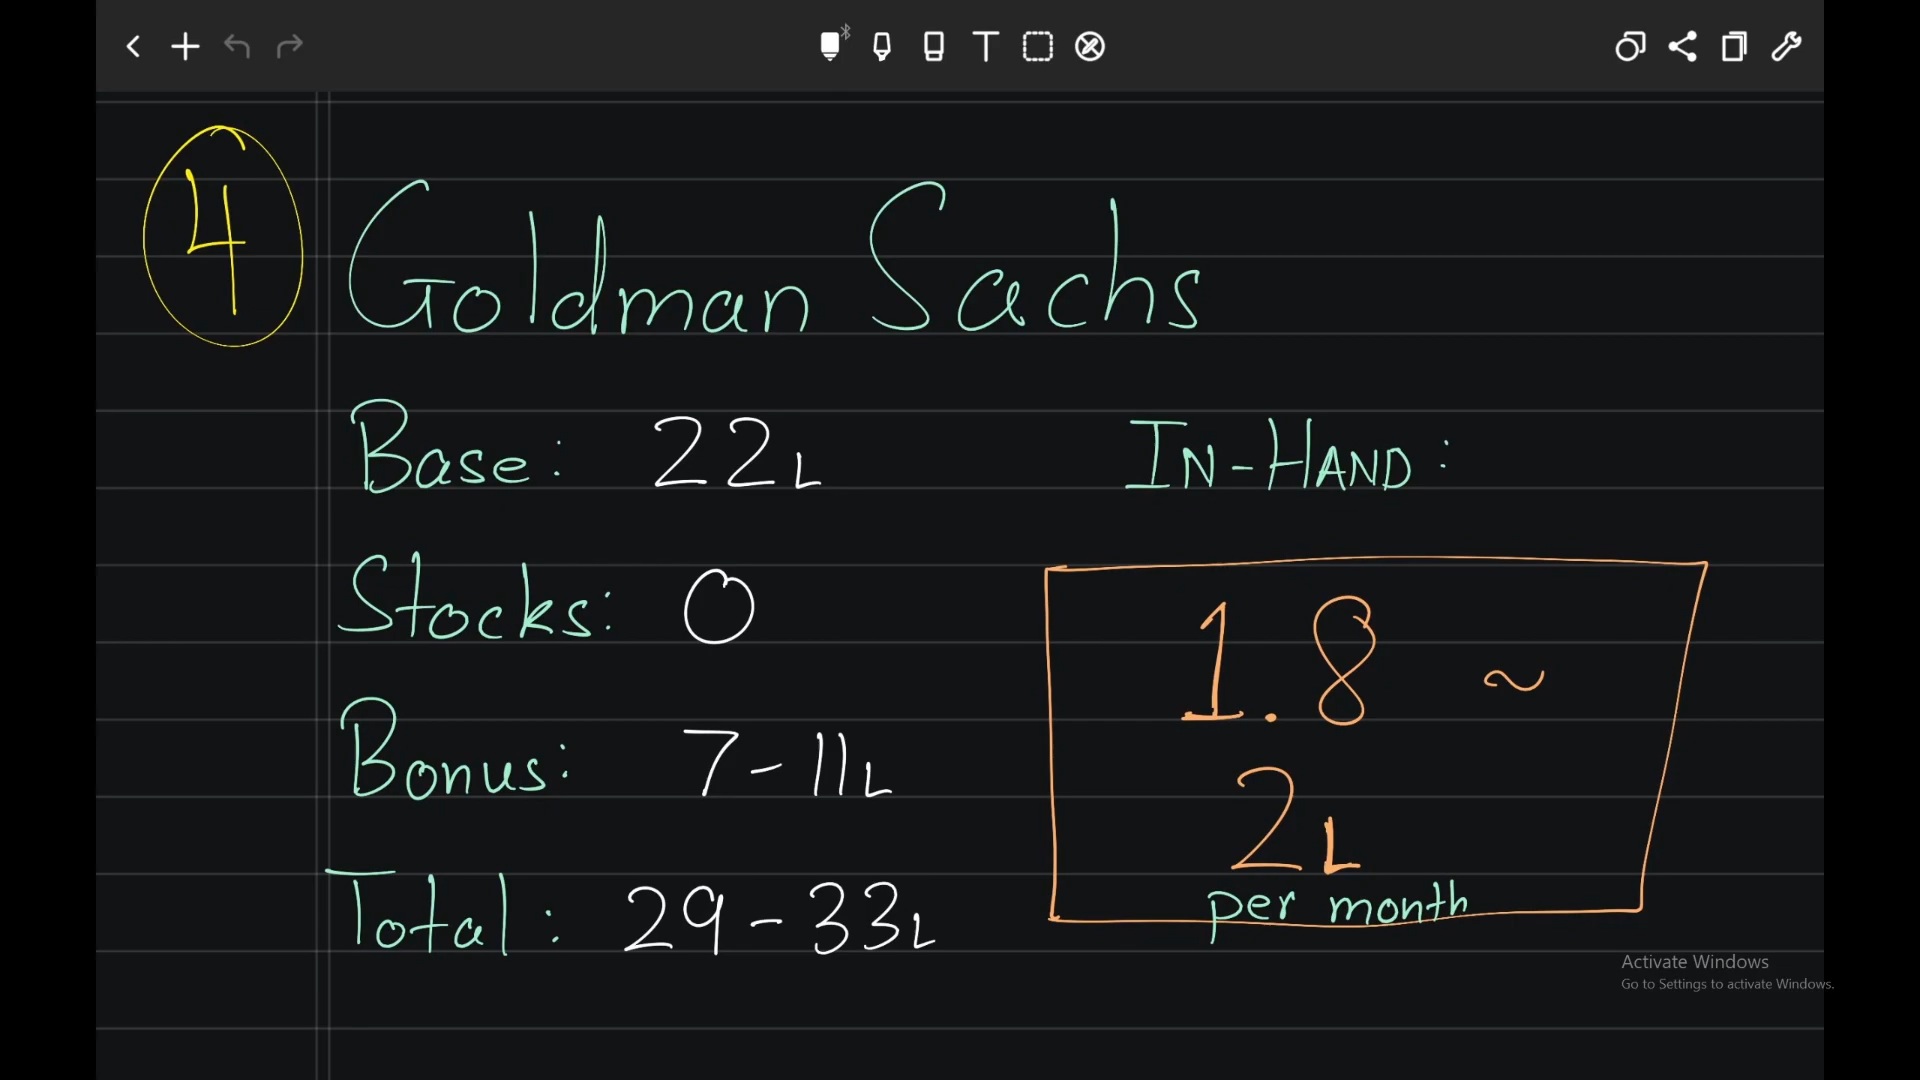 4
Goldman Sachs
Base: 22L
IN-HAND:
Stocks: 0
1.8 ~
Bonus: 7-11L
2L
per month
Total: 29-33L
Activate Windows
Go to Settings to activate Windows.